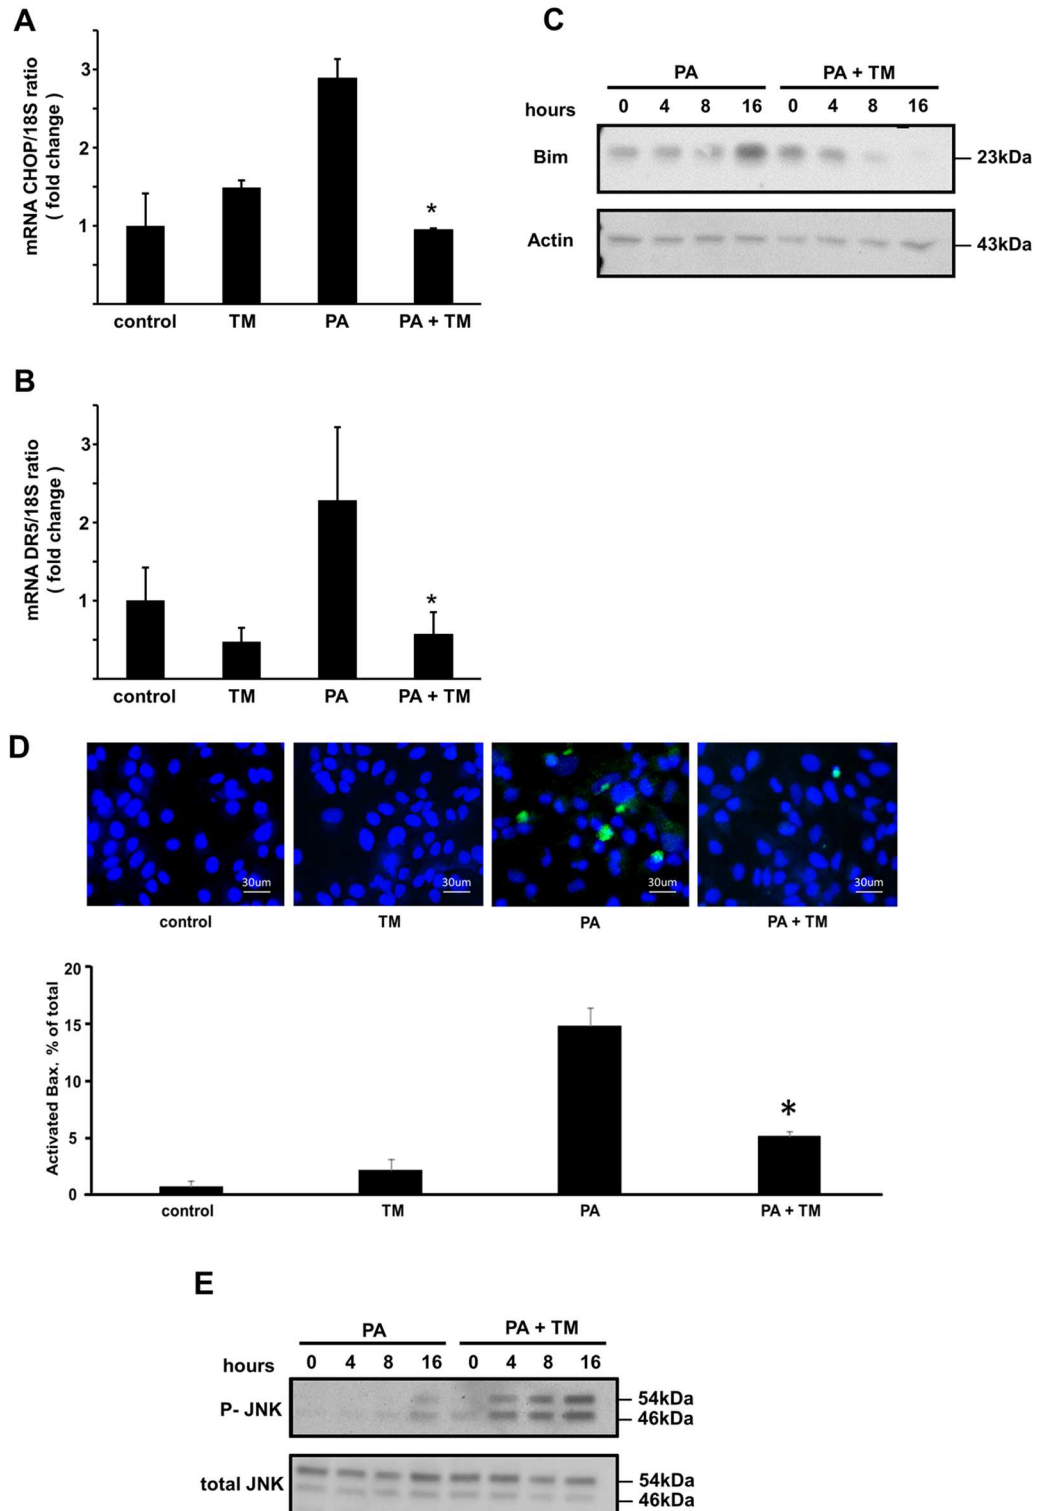 A
mRNA CHOP/18S ratio
( fold change )
3
2
1
control TM PA PA + TM
*
B
mRNA DR5/18S ratio
( fold change )
3
2
1
control TM PA PA + TM
*
C
PA PA + TM
hours 0 4 8 16 0 4 8 16
Bim 23kDa
Actin 43kDa
D
30um 30um 30um 30um
control TM PA PA + TM
Activated Bax, % of total
20
15
10
5
0
*
control TM PA PA + TM
E
PA PA + TM
hours 0 4 8 16 0 4 8 16
P- JNK 54kDa
46kDa
total JNK 54kDa
46kDa